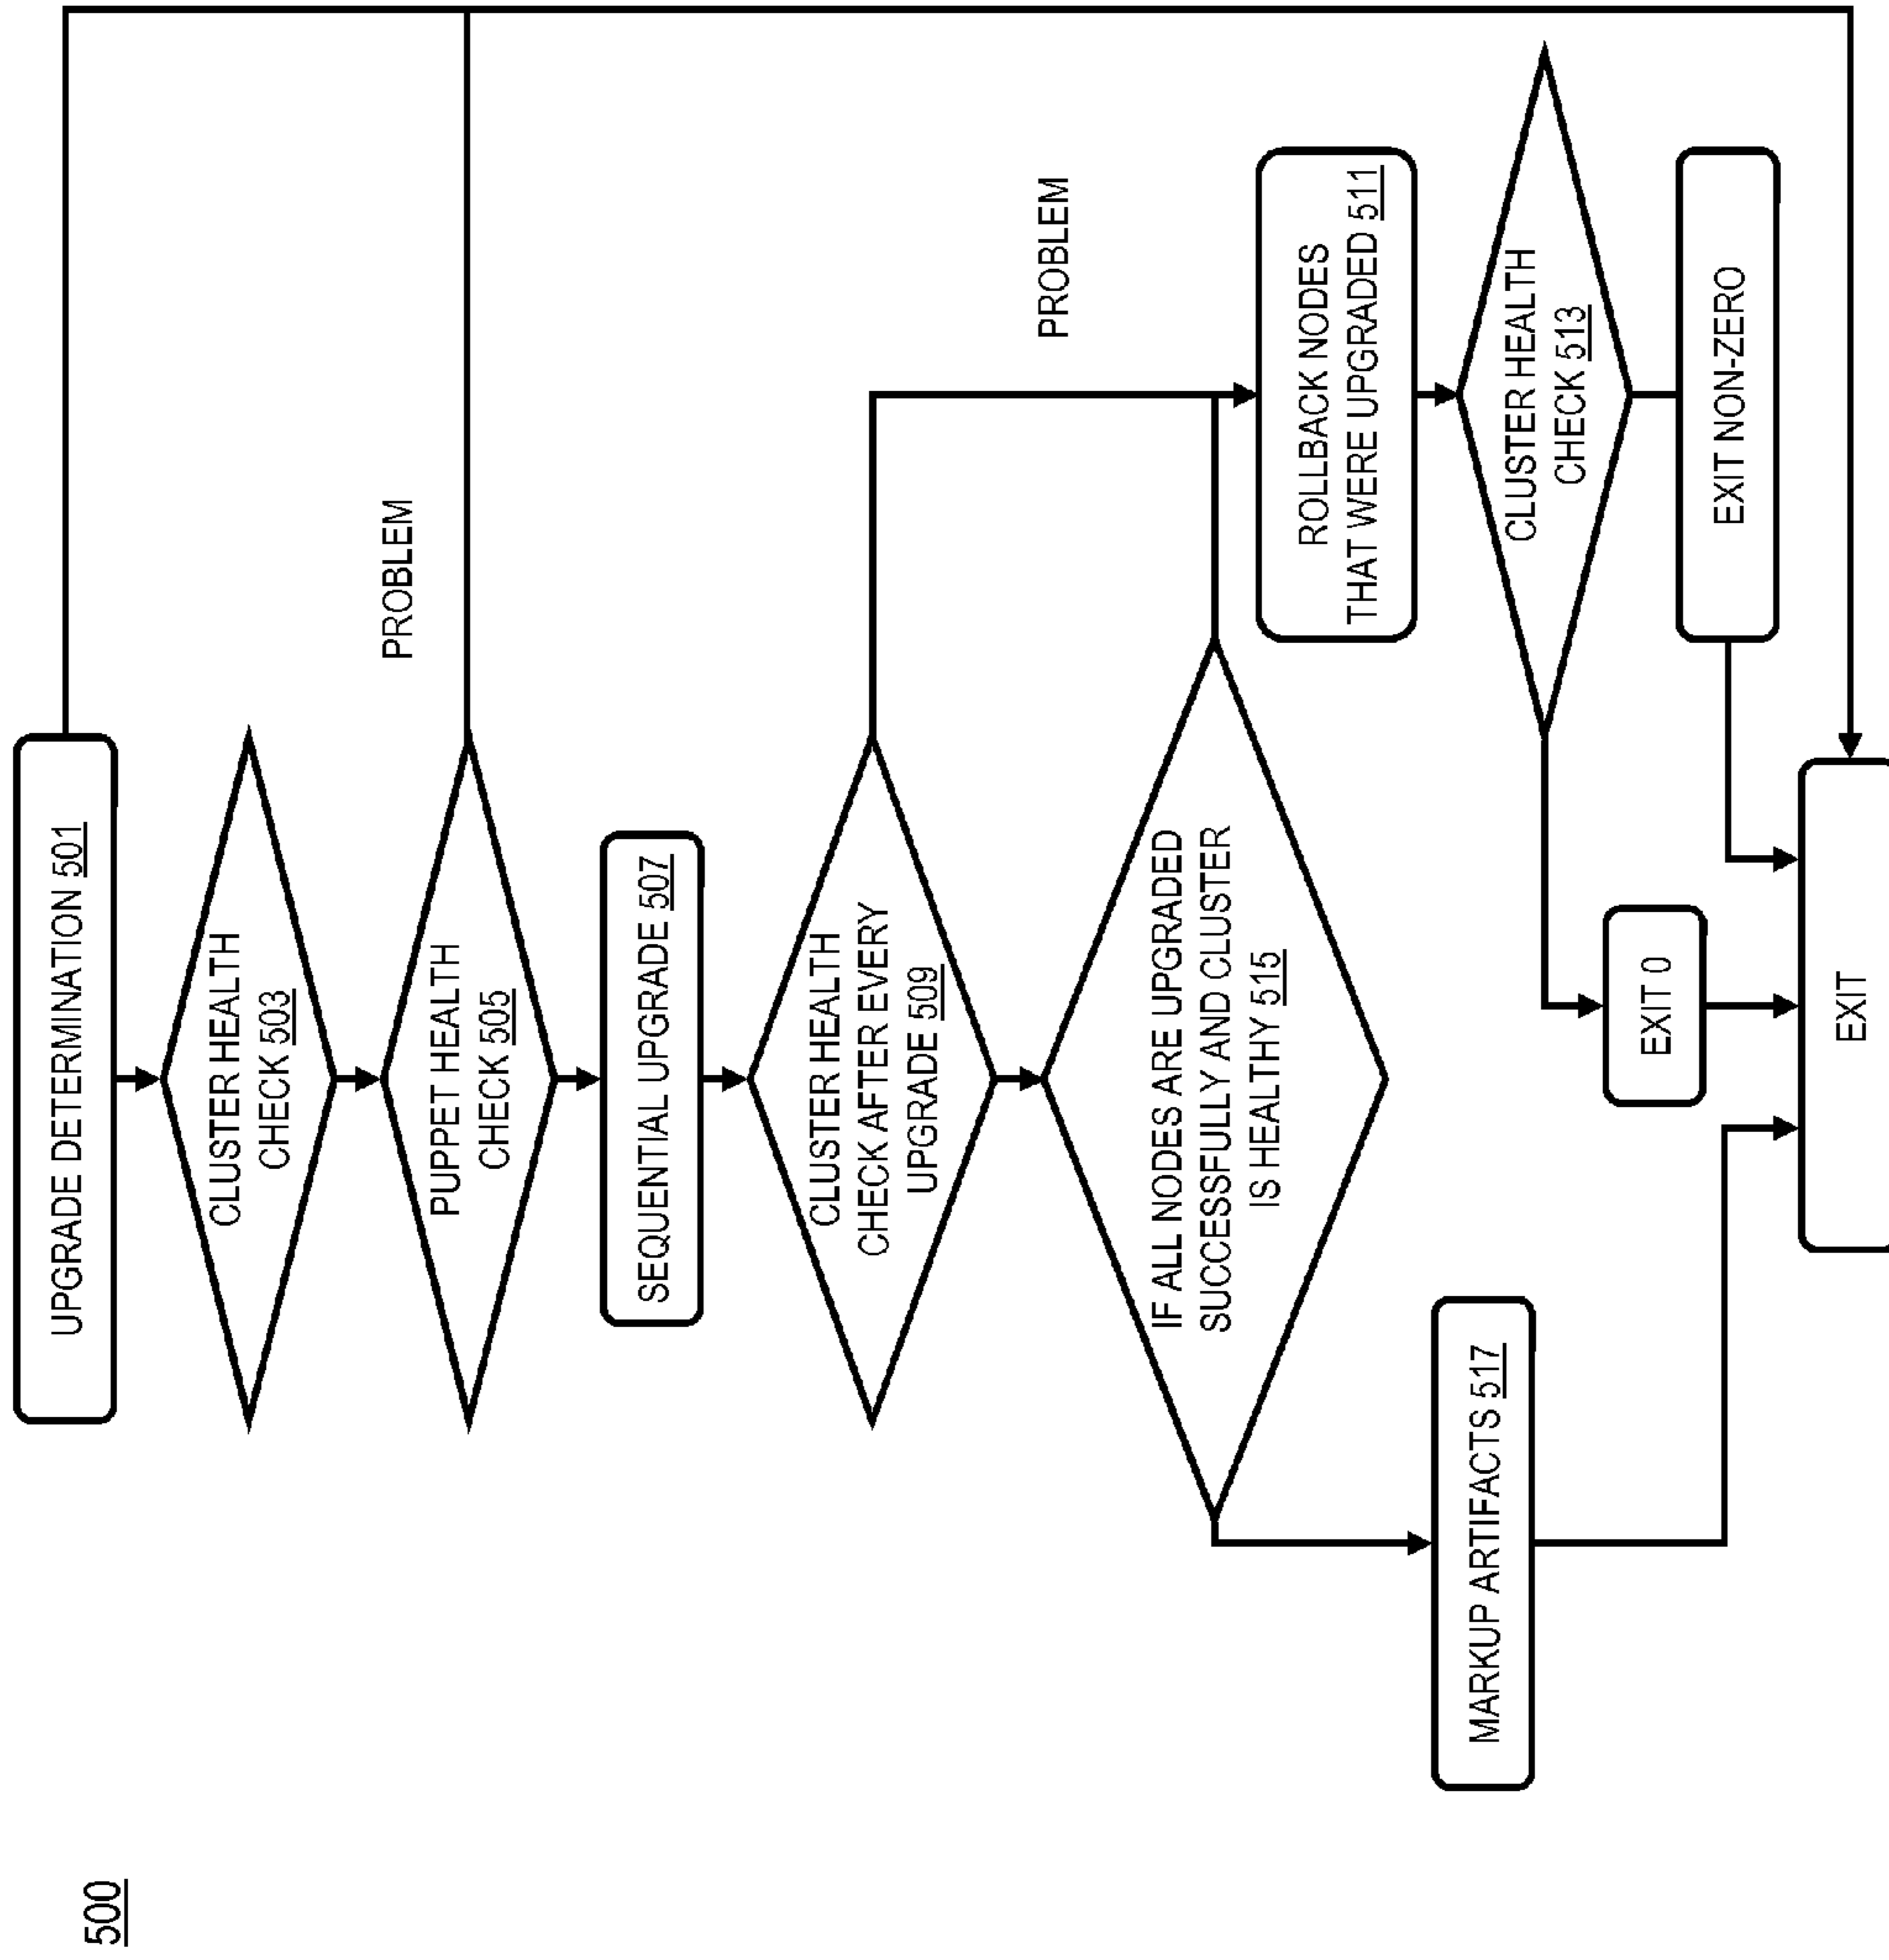 500
UPGRADE DETERMINATION 501
CLUSTER HEALTH
CHECK 503
PROBLEM
PUPPET HEALTH
CHECK 505
SEQUENTIAL UPGRADE 507
CLUSTER HEALTH
CHECK AFTER EVERY
UPGRADE 509
PROBLEM
IF ALL NODES ARE UPGRADED
SUCCESSFULLY AND CLUSTER
IS HEALTHY 515
ROLLBACK NODES
THAT WERE UPGRADED 511
MARKUP ARTIFACTS 517
CLUSTER HEALTH
CHECK 513
EXIT 0
EXIT NON-ZERO
EXIT